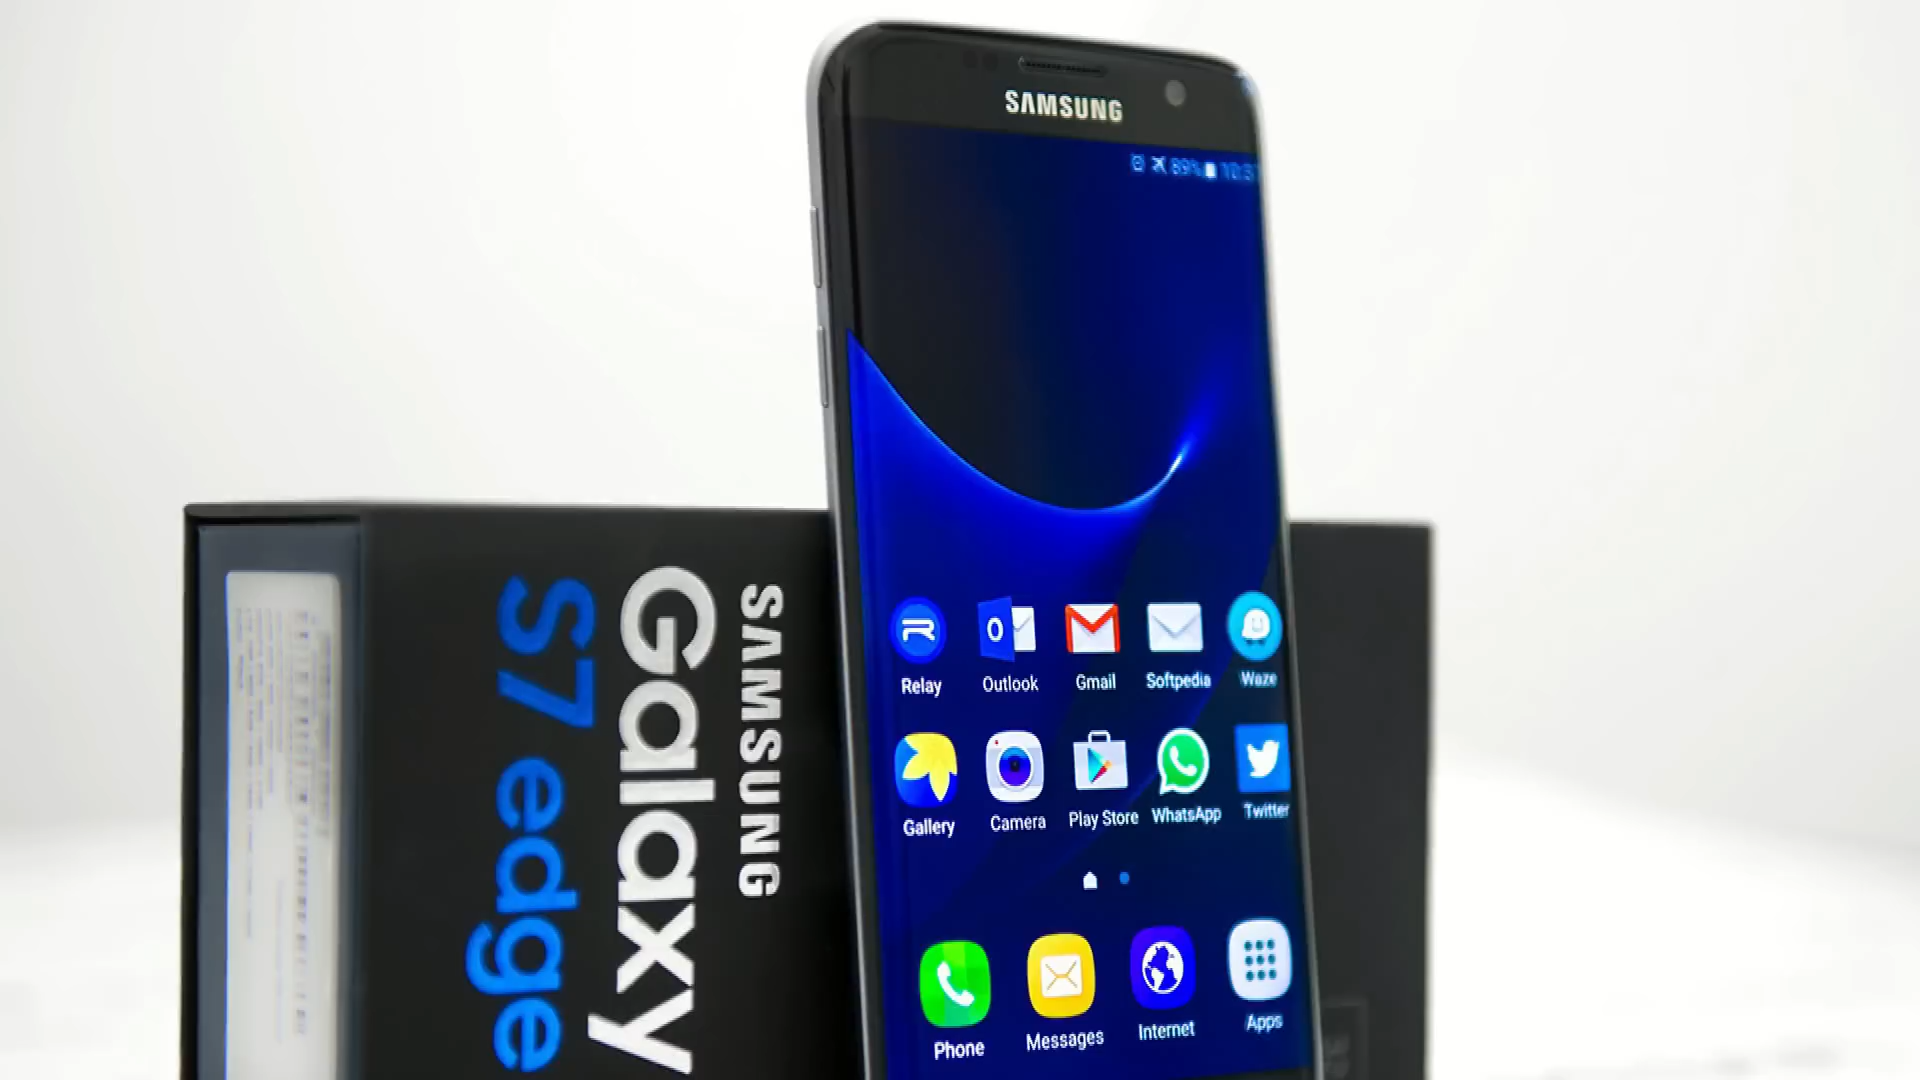 SAMSUNG
89%
Relay
Outlook
Gmail
Softpedia
Waze
Gallery
Camera
Play Store
WhatsApp
Twitter
Phone
Messages
Internet
Apps
SAMSUNG
Galaxy
S7 edge
32